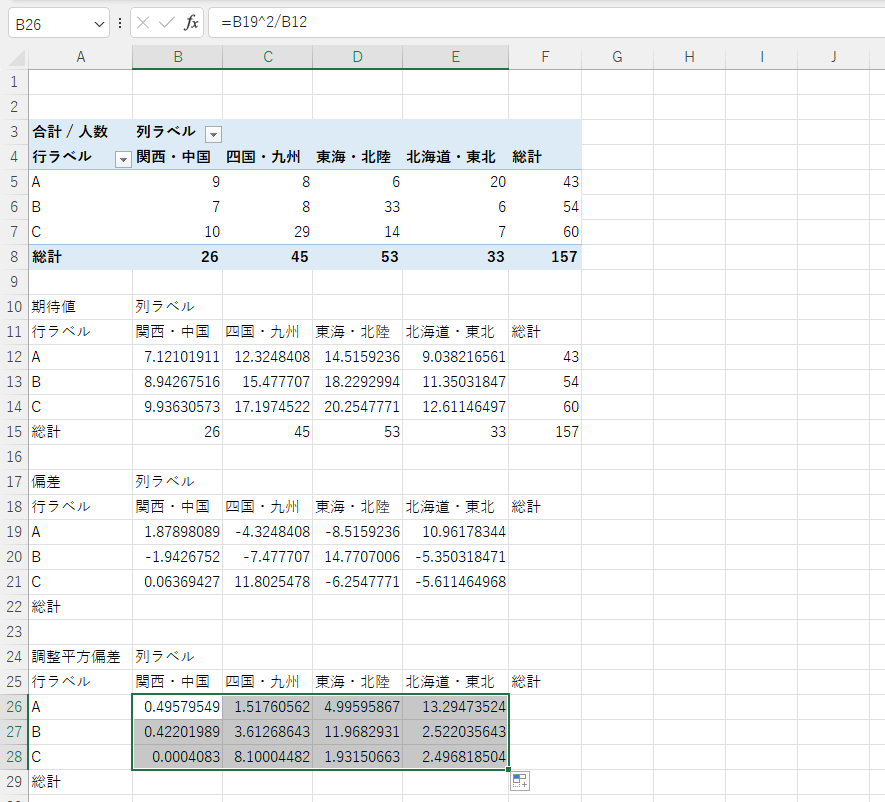 B26 fx =B19^2/B12
A B C D E F G H I J
1
2
3 合計 / 人数 列ラベル
4 行ラベル 関西・中国 四国・九州 東海・北陸 北海道・東北 総計
5 A 9 8 6 20 43
6 B 7 8 33 6 54
7 C 10 29 14 7 60
8 総計 26 45 53 33 157
9
10 期待値 列ラベル
11 行ラベル 関西・中国 四国・九州 東海・北陸 北海道・東北 総計
12 A 7.12101911 12.3248408 14.5159236 9.038216561 43
13 B 8.94267516 15.477707 18.2292994 11.35031847 54
14 C 9.93630573 17.1974522 20.2547771 12.61146497 60
15 総計 26 45 53 33 157
16
17 偏差 列ラベル
18 行ラベル 関西・中国 四国・九州 東海・北陸 北海道・東北 総計
19 A 1.87898089 -4.3248408 -8.5159236 10.96178344
20 B -1.9426752 -7.477707 14.7707006 -5.350318471
21 C 0.06369427 11.8025478 -6.2547771 -5.611464968
22 総計
23
24 調整平方偏差 列ラベル
25 行ラベル 関西・中国 四国・九州 東海・北陸 北海道・東北 総計
26 A 0.49579549 1.51760562 4.99595867 13.29473524
27 B 0.42201989 3.61268643 11.9682931 2.522035643
28 C 0.0004083 8.10004482 1.93150663 2.496818504
29 総計